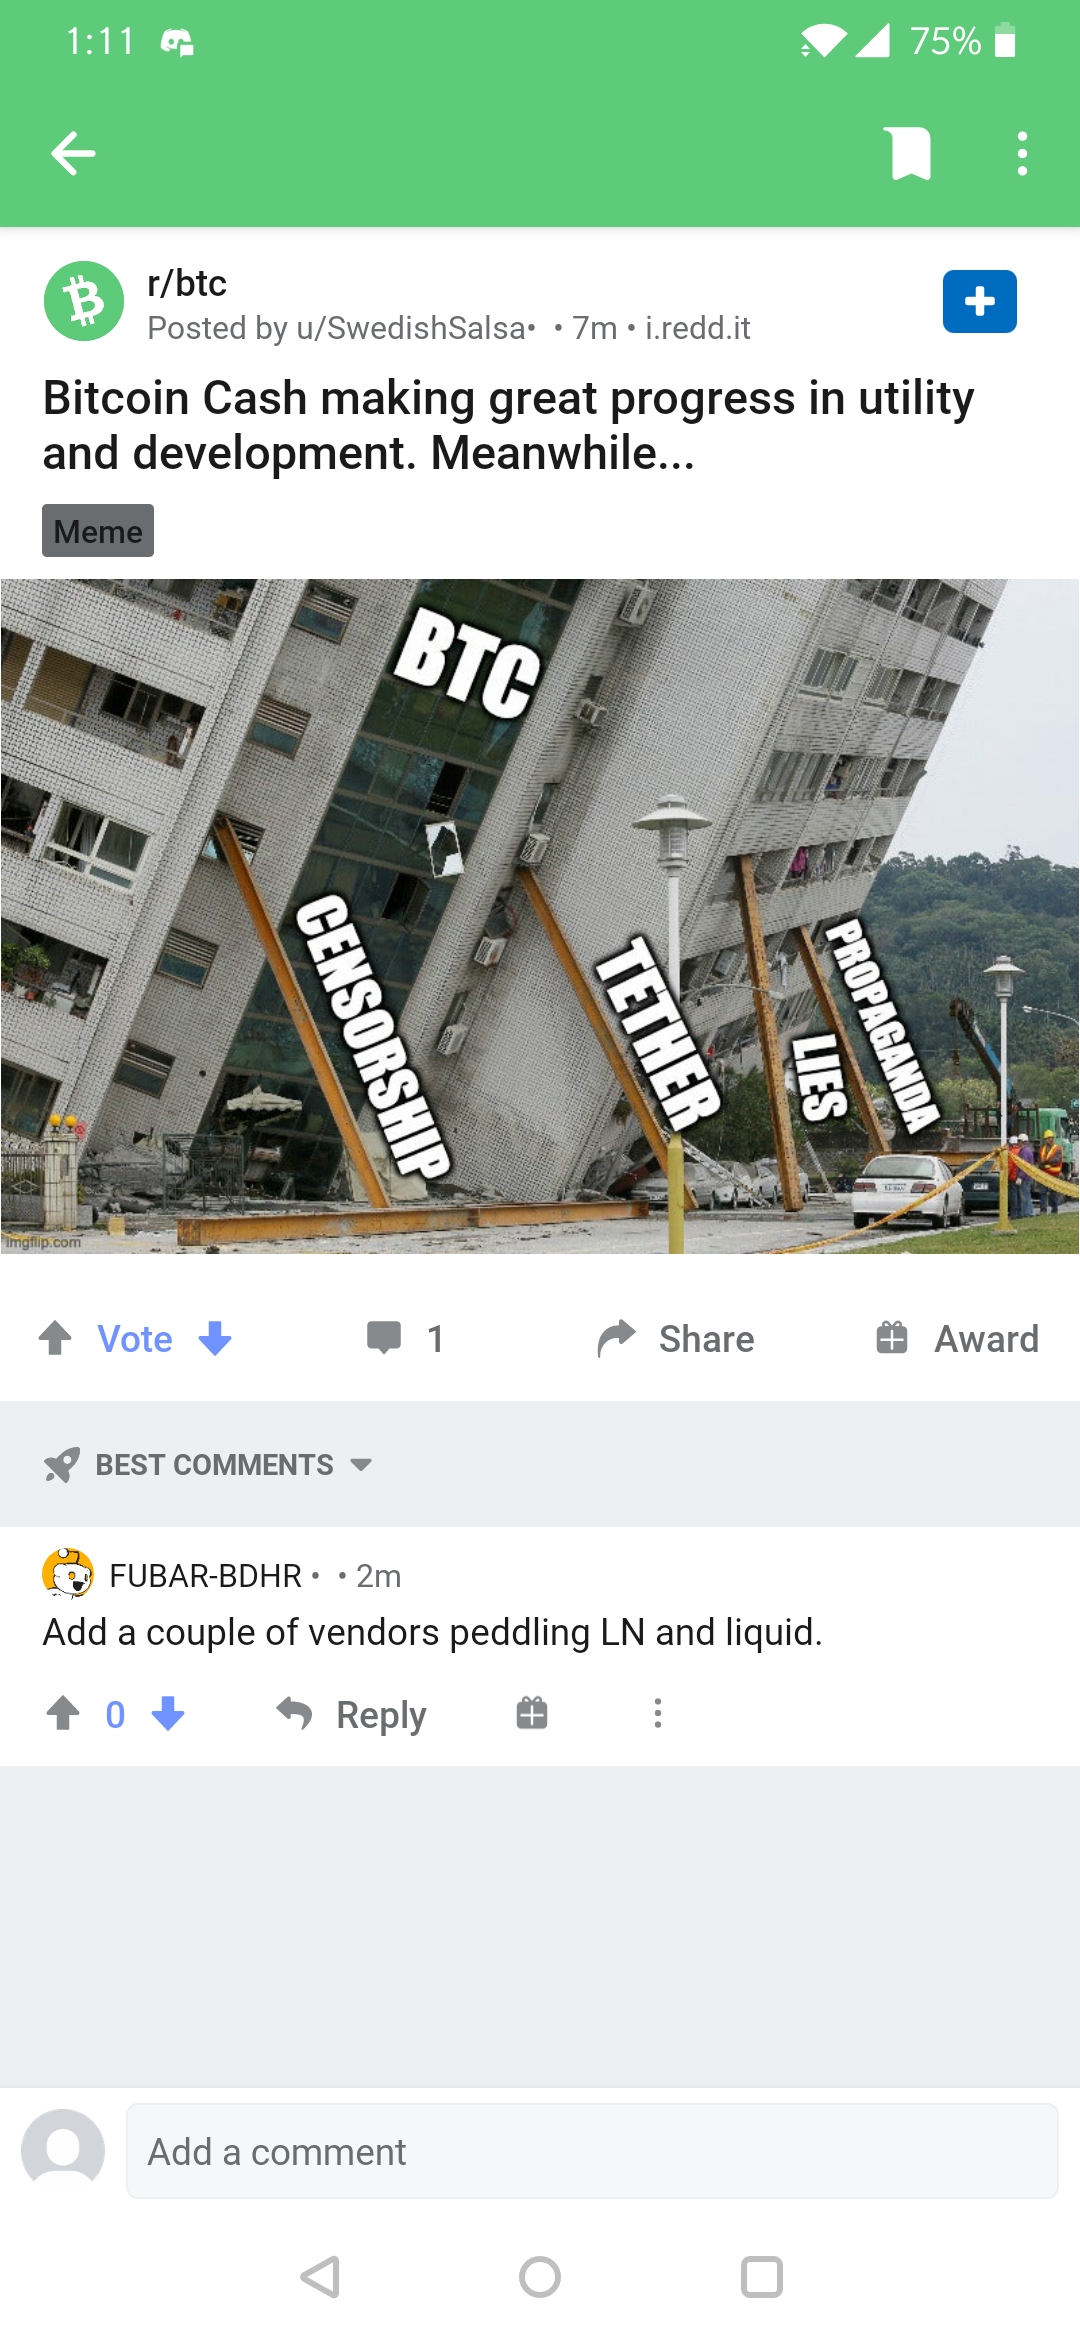 1:11
75%
r/btc
Posted by u/SwedishSalsa• • 7m • i.redd.it
Bitcoin Cash making great progress in utility
and development. Meanwhile...
Meme
BTC
CENSORSHIP
TETHER
LIES
PROPAGANDA
imgflip.com
Vote
1
Share
Award
BEST COMMENTS
FUBAR-BDHR • • 2m
Add a couple of vendors peddling LN and liquid.
0
Reply
Add a comment